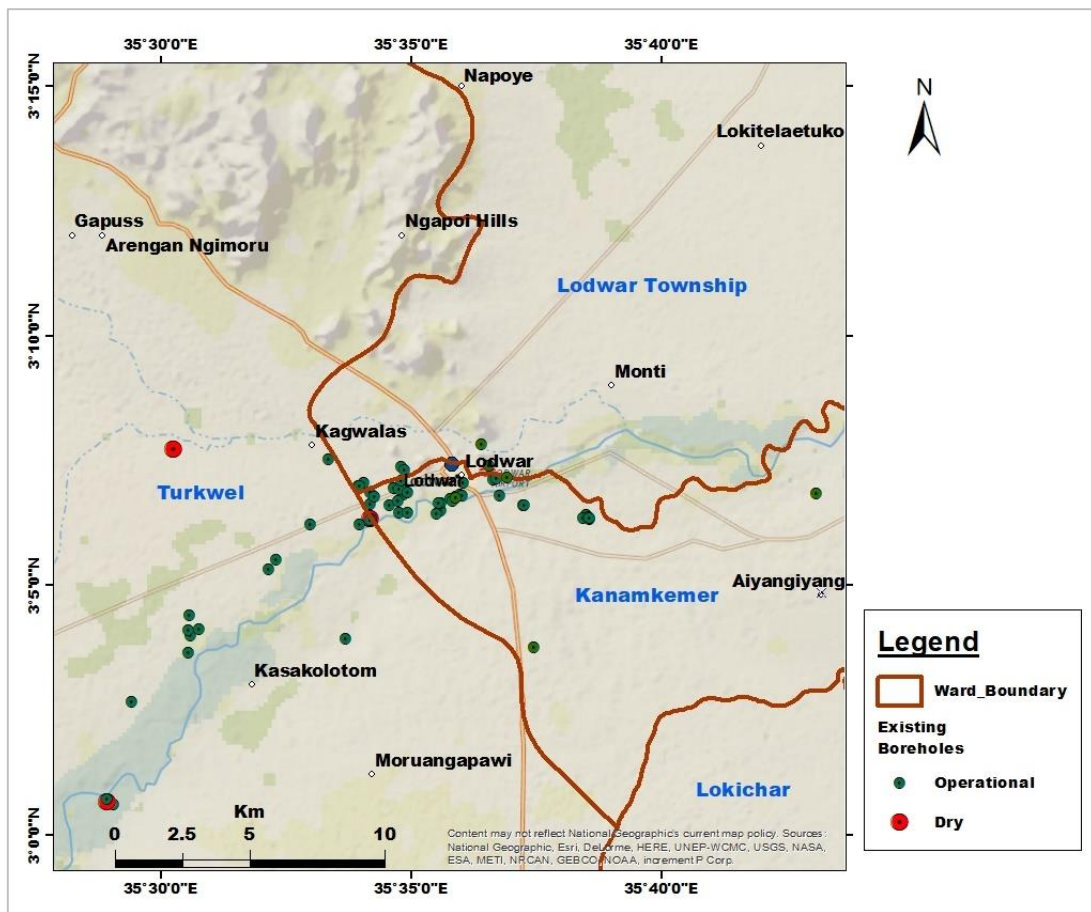 35°30'0"E 35°35'0"E 35°40'0"E
3°15'0"N
3°10'0"N
3°5'0"N
3°0'0"N
Napoye
N
Lokitelaetuko
Gapuss
Arengan Ngimoru
Ngapoi Hills
Lodwar Township
Monti
Kagwalas
Lodwar
Lodwar
Turkwel
Aiyangiyang
Kanamkemer
Kasakolotom
Moruangapawi
Lokichar
Km
0 2.5 5 10
Content may not reflect National Geographic's current map policy. Sources:
National Geographic, Esri, DeLorme, HERE, UNEP-WCMC, USGS, NASA,
ESA, METI, NRCAN, GEBCO, NOAA, increment P Corp.
35°30'0"E 35°35'0"E 35°40'0"E
Legend
Ward_Boundary
Existing
Boreholes
Operational
Dry